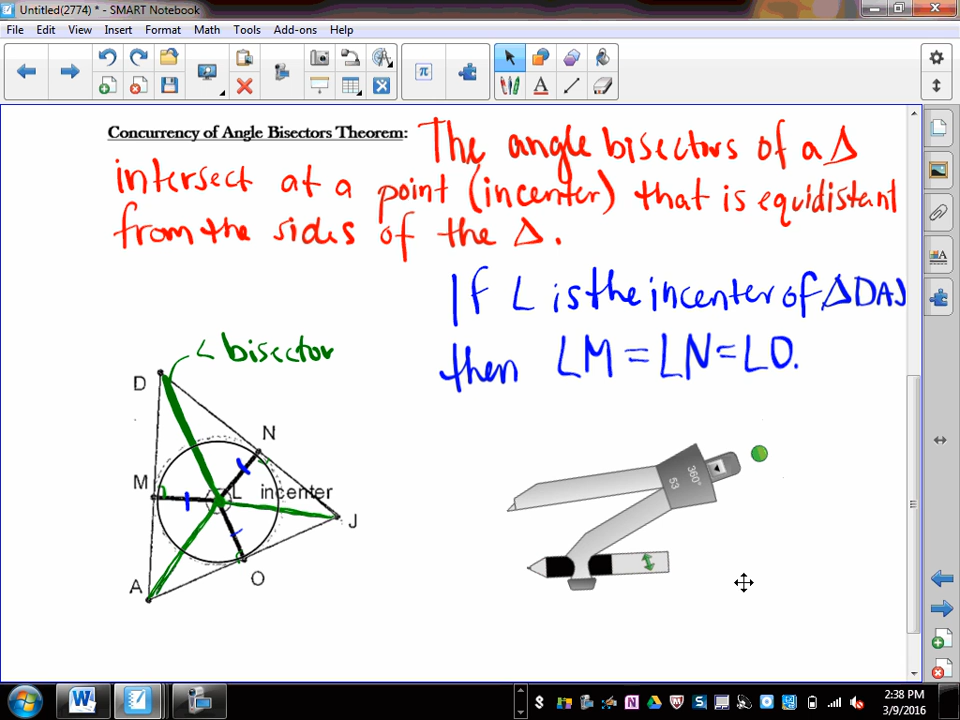 Untitled(2774) * - SMART Notebook
File Edit View Insert Format Math Tools Add-ons Help
π
A
Concurrency of Angle Bisectors Theorem: The angle bisectors of a Δ
intersect at a point (incenter) that is equidistant
from the sides of the Δ.
If L is the incenter of ΔDAJ
then LM = LN = LO.
∠ bisector
D
N
M
L incenter
J
A
O
360°
53
2:38 PM
3/9/2016